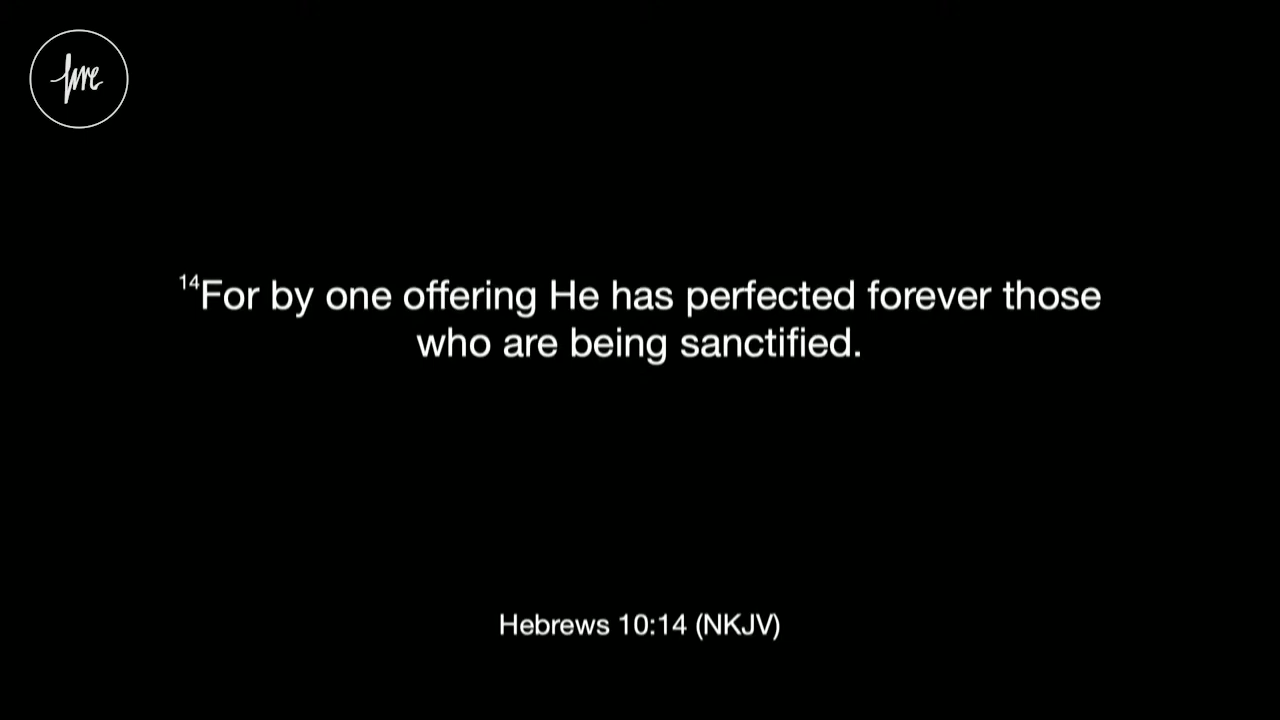 14For by one offering He has perfected forever those
who are being sanctified.
Hebrews 10:14 (NKJV)